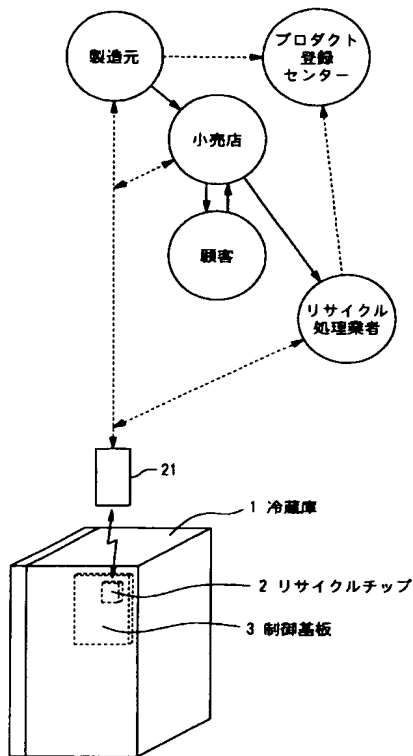 製造元
プロダクト
登録
センター
小売店
顧客
リサイクル
処理業者
21
1 冷蔵庫
2 リサイクルチップ
3 制御基板